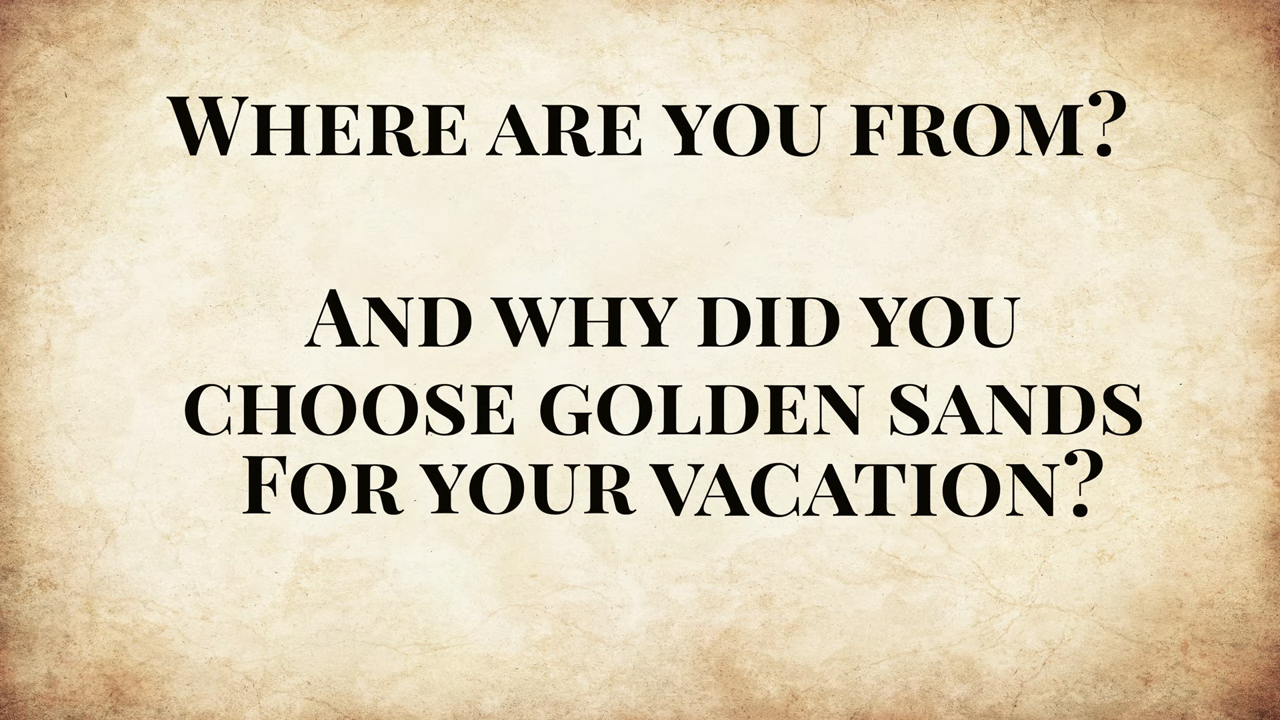 Where are you from?
And why did you
choose golden sands
For your vacation?